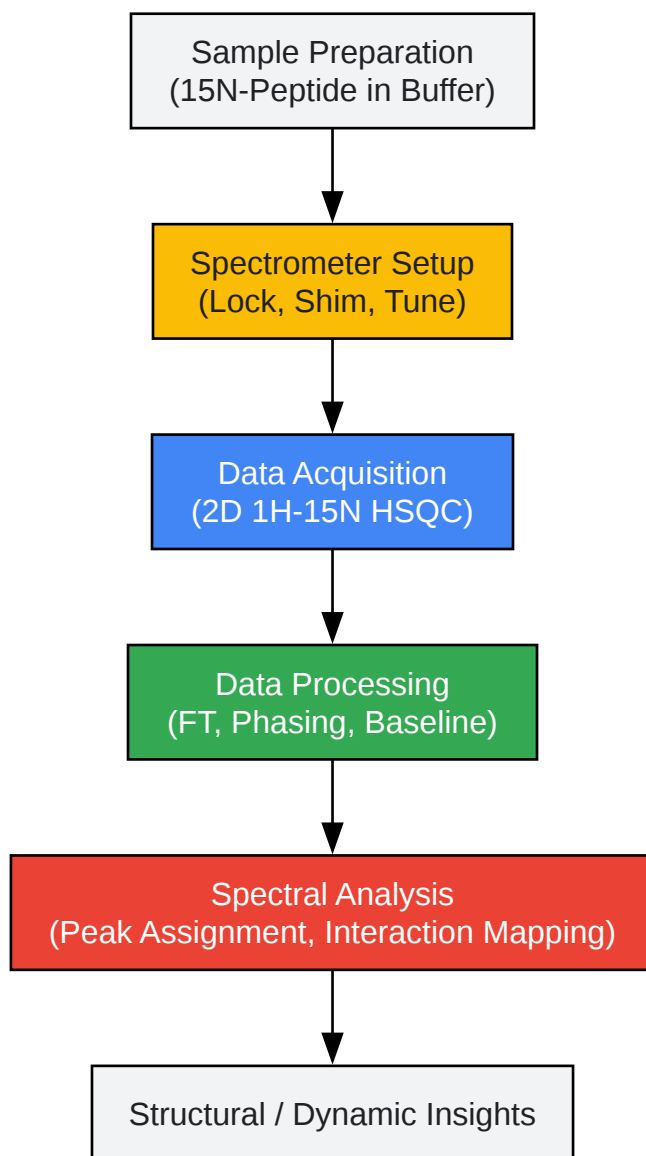 Sample Preparation
(15N-Peptide in Buffer)
Spectrometer Setup
(Lock, Shim, Tune)
Data Acquisition
(2D 1H-15N HSQC)
Data Processing
(FT, Phasing, Baseline)
Spectral Analysis
(Peak Assignment, Interaction Mapping)
Structural / Dynamic Insights